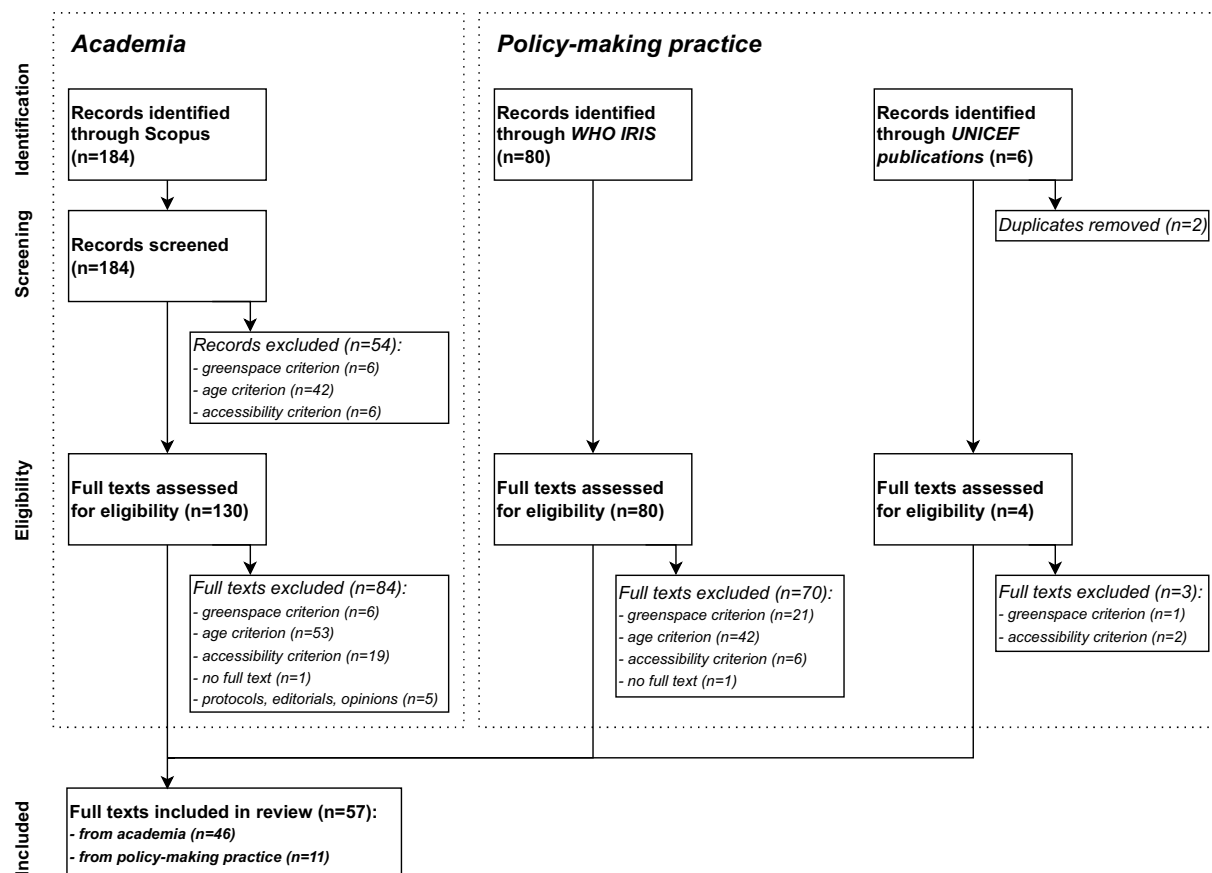 Academia
Policy-making practice
Identification
Records identified
through Scopus
(n=184)
Records identified
through WHO IRIS
(n=80)
Records identified
through UNICEF
publications (n=6)
Screening
Records screened
(n=184)
Duplicates removed (n=2)
Records excluded (n=54):
- greenspace criterion (n=6)
- age criterion (n=42)
- accessibility criterion (n=6)
Eligibility
Full texts assessed
for eligibility (n=130)
Full texts assessed
for eligibility (n=80)
Full texts assessed
for eligibility (n=4)
Full texts excluded (n=84):
- greenspace criterion (n=6)
- age criterion (n=53)
- accessibility criterion (n=19)
- no full text (n=1)
- protocols, editorials, opinions (n=5)
Full texts excluded (n=70):
- greenspace criterion (n=21)
- age criterion (n=42)
- accessibility criterion (n=6)
- no full text (n=1)
Full texts excluded (n=3):
- greenspace criterion (n=1)
- accessibility criterion (n=2)
Included
Full texts included in review (n=57):
- from academia (n=46)
- from policy-making practice (n=11)